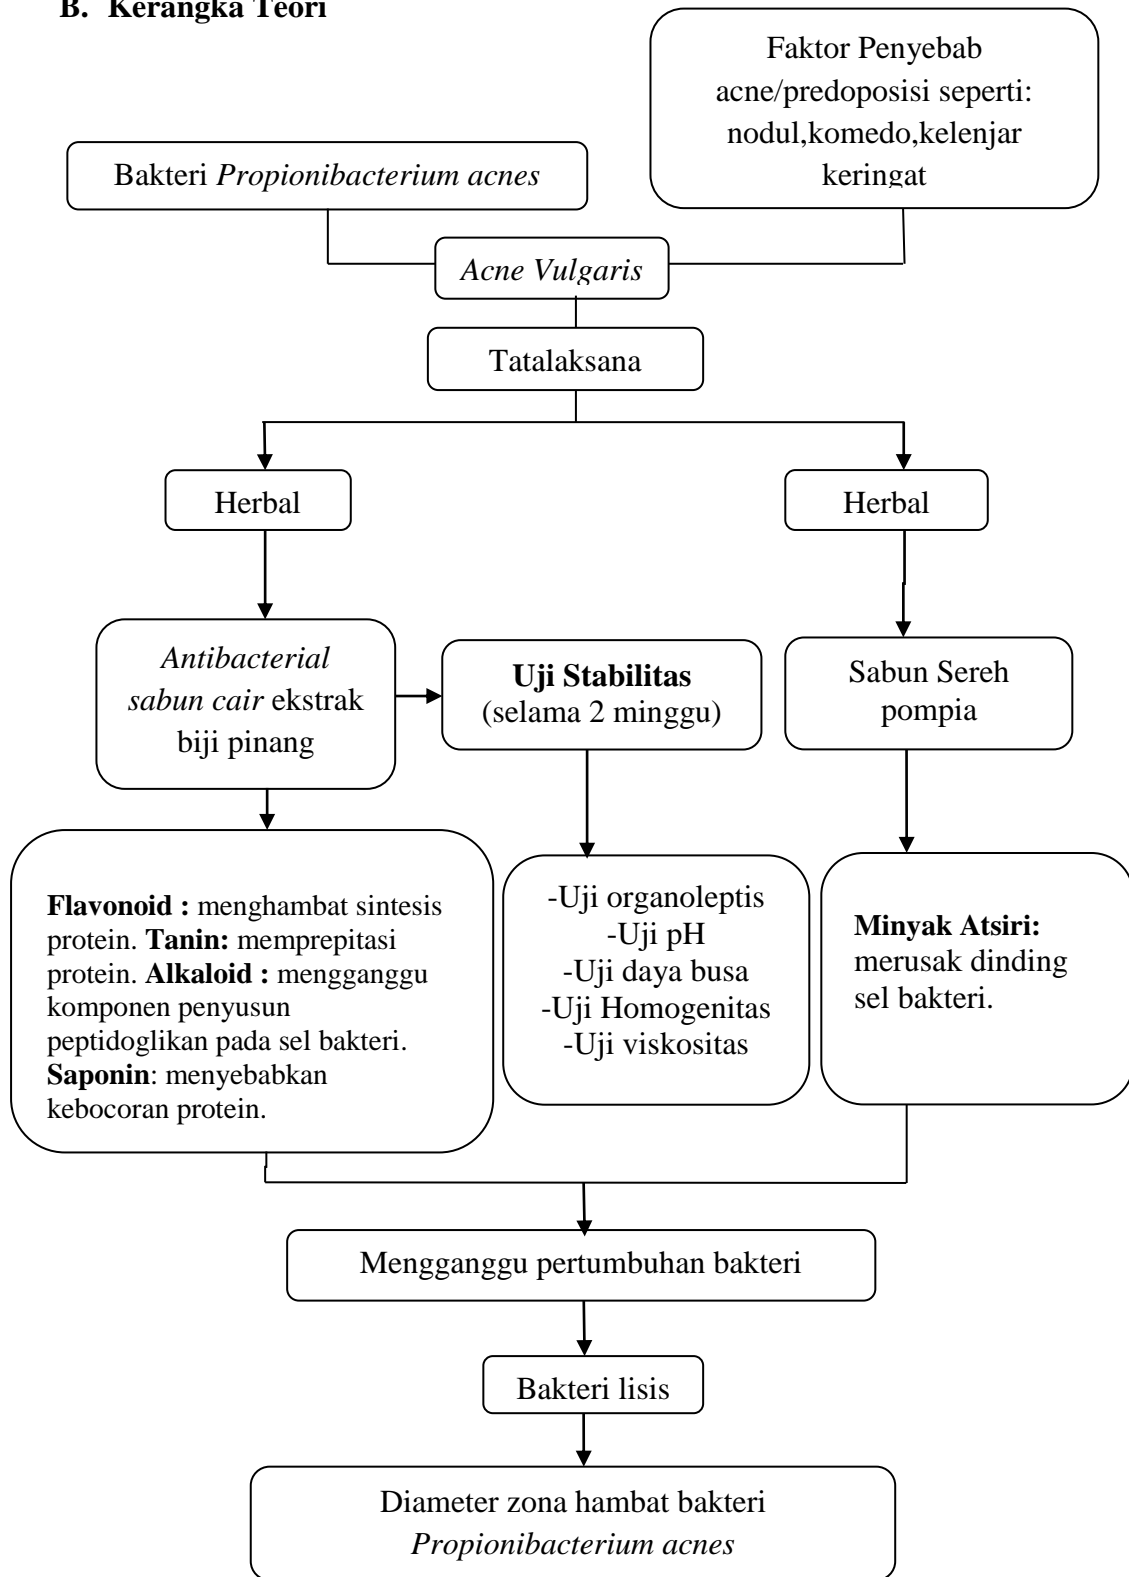 B. Kerangka Teori
Faktor Penyebab
acne/predoposisi seperti:
nodul,komedo,kelenjar
keringat
Bakteri Propionibacterium acnes
Acne Vulgaris
Tatalaksana
Herbal
Herbal
Antibacterial
sabun cair ekstrak
biji pinang
Uji Stabilitas
(selama 2 minggu)
Sabun Sereh
pompia
Flavonoid : menghambat sintesis
protein. Tanin: memprepitasi
protein. Alkaloid : mengganggu
komponen penyusun
peptidoglikan pada sel bakteri.
Saponin: menyebabkan
kebocoran protein.
-Uji organoleptis
-Uji pH
-Uji daya busa
-Uji Homogenitas
-Uji viskositas
Minyak Atsiri:
merusak dinding
sel bakteri.
Mengganggu pertumbuhan bakteri
Bakteri lisis
Diameter zona hambat bakteri
Propionibacterium acnes